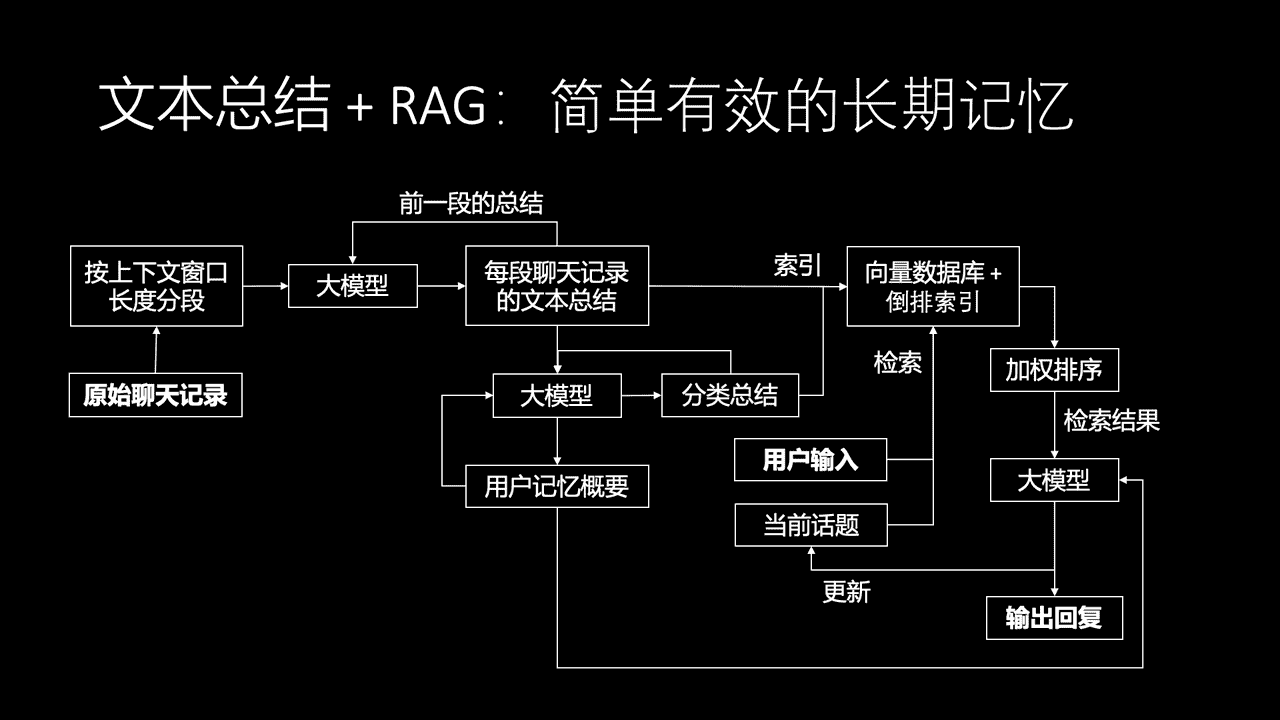 文本总结 + RAG：简单有效的长期记忆
前一段的总结
按上下文窗口
长度分段
大模型
每段聊天记录
的文本总结
索引
向量数据库 +
倒排索引
原始聊天记录
大模型
分类总结
检索
加权排序
检索结果
用户记忆概要
用户输入
大模型
当前话题
更新
输出回复